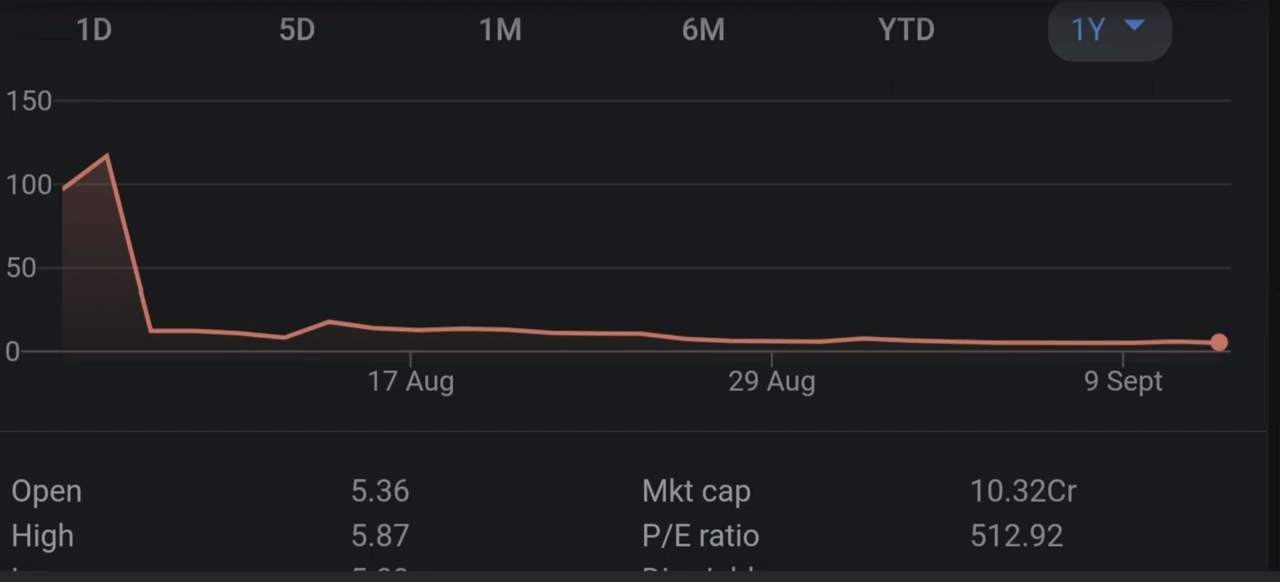 1D 5D 1M 6M YTD 1Y
150
100
50
0
17 Aug 29 Aug 9 Sept
Open 5.36 Mkt cap 10.32Cr
High 5.87 P/E ratio 512.92